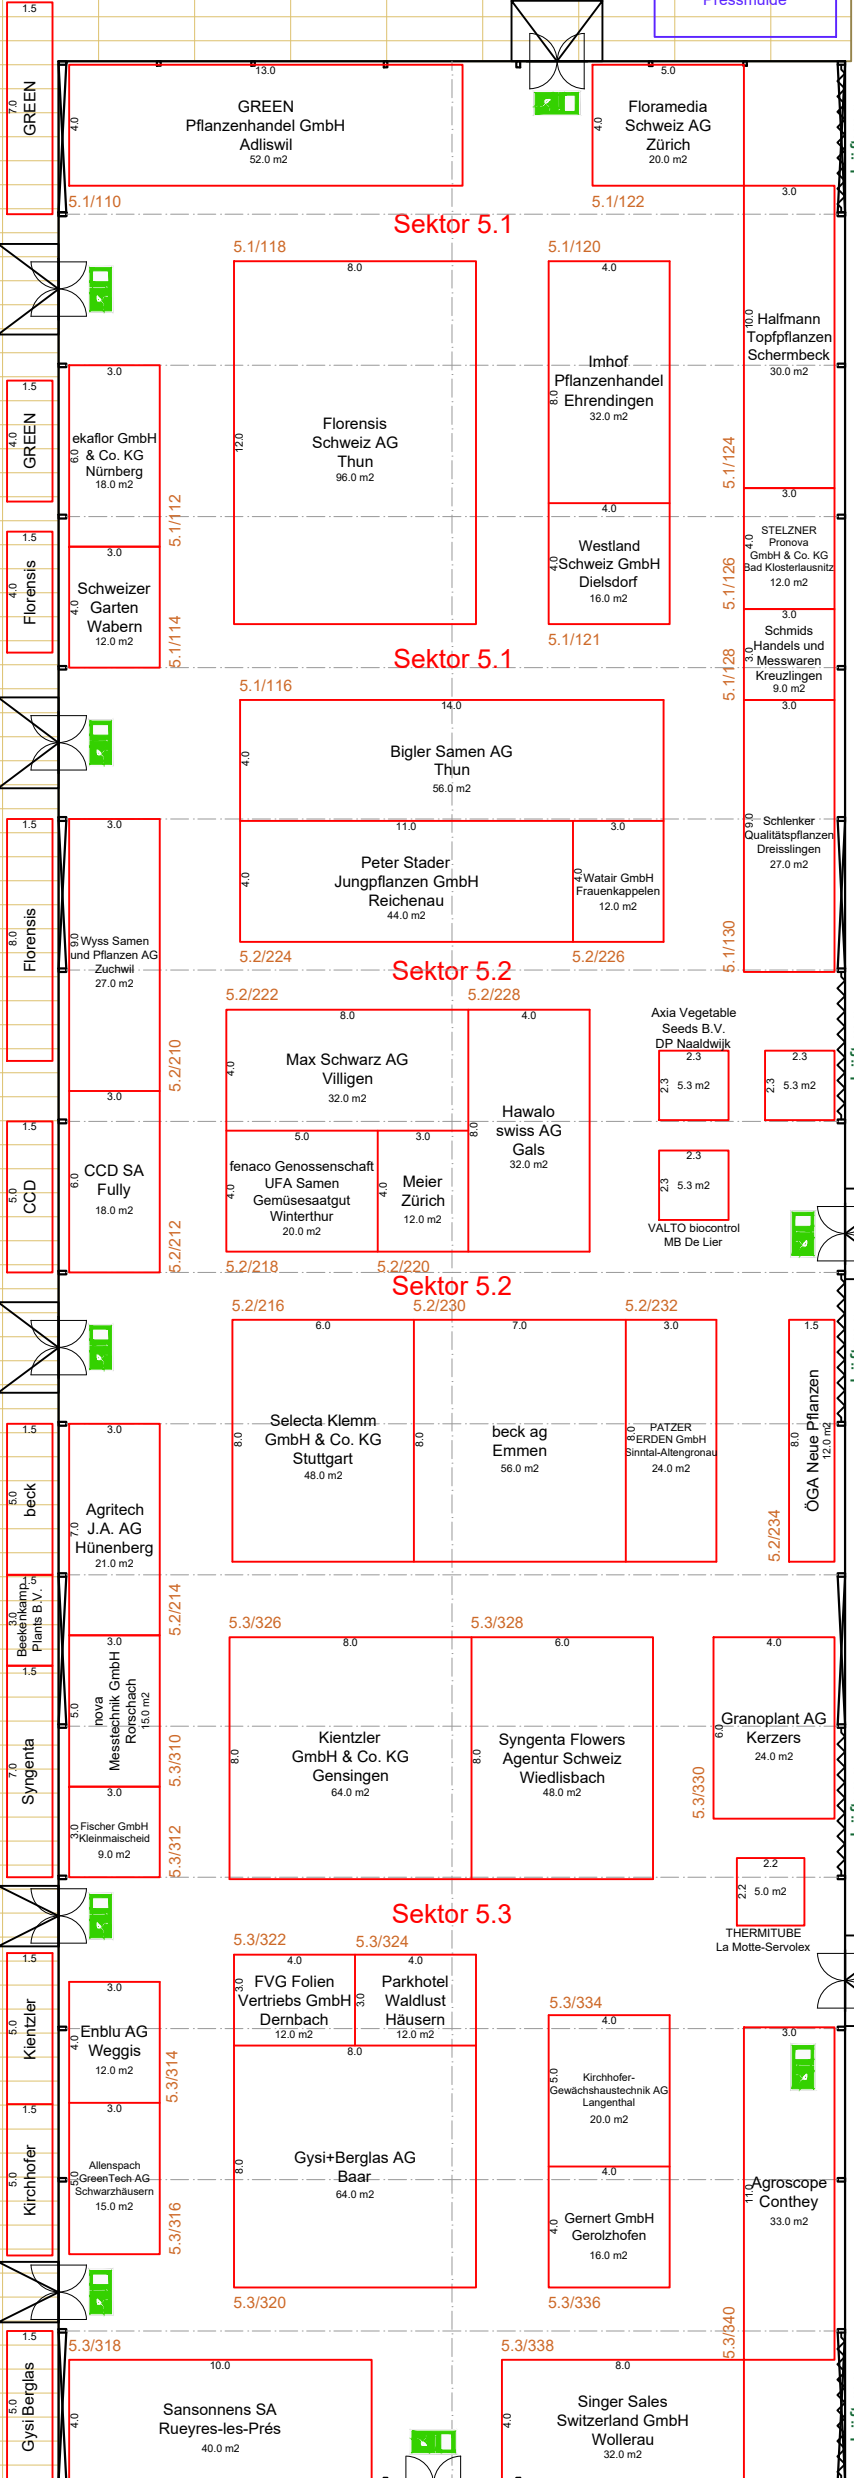 Pressmulde
1.5
7.0
GREEN
13.0
4.0
GREEN
Pflanzenhandel GmbH
Adliswil
52.0 m2
5.1/110
5.0
4.0
Floramedia
Schweiz AG
Zürich
20.0 m2
5.1/122
Sektor 5.1
3.0
10.0
Halfmann
Topfpflanzen
Schermbeck
30.0 m2
5.1/124
5.1/118
8.0
12.0
Florensis
Schweiz AG
Thun
96.0 m2
5.1/120
4.0
8.0
Imhof
Pflanzenhandel
Ehrendingen
32.0 m2
4.0
4.0
Westland
Schweiz GmbH
Dielsdorf
16.0 m2
5.1/121
1.5
4.0
GREEN
3.0
6.0
ekaflor GmbH
& Co. KG
Nürnberg
18.0 m2
5.1/112
1.5
4.0
Florensis
3.0
4.0
Schweizer
Garten
Wabern
12.0 m2
5.1/114
3.0
4.0
STELZNER
Pronova
GmbH & Co. KG
Bad Klosterlausnitz
12.0 m2
5.1/126
3.0
3.0
Schmids
Handels und
Messwaren
Kreuzlingen
9.0 m2
5.1/128
Sektor 5.1
5.1/116
14.0
4.0
Bigler Samen AG
Thun
56.0 m2
11.0
4.0
Peter Stader
Jungpflanzen GmbH
Reichenau
44.0 m2
5.2/224
3.0
4.0
Watair GmbH
Frauenkappelen
12.0 m2
5.2/226
3.0
9.0
Schlenker
Qualitätspflanzen
Dreisslingen
27.0 m2
5.1/130
1.5
8.0
Florensis
3.0
9.0
Wyss Samen
und Pflanzen AG
Zuchwil
27.0 m2
5.2/210
Sektor 5.2
5.2/222
8.0
4.0
Max Schwarz AG
Villigen
32.0 m2
5.2/228
4.0
8.0
Hawalo
swiss AG
Gals
32.0 m2
Axia Vegetable
Seeds B.V.
DP Naaldwijk
2.3
2.3
5.3 m2
2.3
2.3
5.3 m2
2.3
2.3
5.3 m2
VALTO biocontrol
MB De Lier
1.5
5.0
CCD
3.0
6.0
CCD SA
Fully
18.0 m2
5.2/212
5.0
4.0
fenaco Genossenschaft
UFA Samen
Gemüsesaatgut
Winterthur
20.0 m2
5.2/218
3.0
4.0
Meier
Zürich
12.0 m2
5.2/220
Sektor 5.2
5.2/216
6.0
8.0
Selecta Klemm
GmbH & Co. KG
Stuttgart
48.0 m2
5.2/230
7.0
8.0
beck ag
Emmen
56.0 m2
5.2/232
3.0
8.0
PATZER
ERDEN GmbH
Sinntal-Altengronau
24.0 m2
1.5
8.0
ÖGA Neue Pflanzen
12.0 m2
5.2/234
1.5
5.0
beck
3.0
7.0
Agritech
J.A. AG
Hünenberg
21.0 m2
5.2/214
1.5
3.0
Beekenkamp
Plants B.V.
3.0
5.0
nova
Messtechnik GmbH
Rorschach
15.0 m2
5.3/310
1.5
7.0
Syngenta
3.0
3.0
Fischer GmbH
Kleinmaischeid
9.0 m2
5.3/312
5.3/326
8.0
8.0
Kientzler
GmbH & Co. KG
Gensingen
64.0 m2
5.3/328
6.0
8.0
Syngenta Flowers
Agentur Schweiz
Wiedlisbach
48.0 m2
4.0
6.0
Granoplant AG
Kerzers
24.0 m2
5.3/330
2.2
2.2
5.0 m2
THERMITUBE
La Motte-Servolex
Sektor 5.3
5.3/322
4.0
3.0
FVG Folien
Vertriebs GmbH
Dernbach
12.0 m2
5.3/324
4.0
3.0
Parkhotel
Waldlust
Häusern
12.0 m2
8.0
8.0
Gysi+Berglas AG
Baar
64.0 m2
5.3/320
1.5
5.0
Kientzler
3.0
4.0
Enblu AG
Weggis
12.0 m2
5.3/314
1.5
5.0
Kirchhofer
3.0
5.0
Allenspach
GreenTech AG
Schwarzhäusern
15.0 m2
5.3/316
5.3/334
4.0
5.0
Kirchhofer-
Gewächshaustechnik AG
Langenthal
20.0 m2
4.0
4.0
Gernert GmbH
Gerolzhofen
16.0 m2
5.3/336
3.0
11.0
Agroscope
Conthey
33.0 m2
5.3/340
1.5
5.0
Gysi Berglas
5.3/318
10.0
4.0
Sansonnens SA
Rueyres-les-Prés
40.0 m2
5.3/338
8.0
4.0
Singer Sales
Switzerland GmbH
Wollerau
32.0 m2